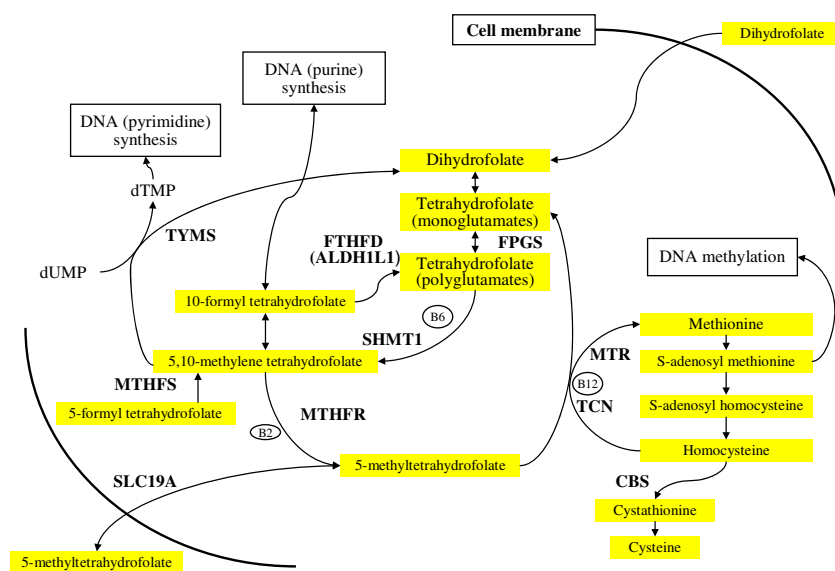 Cell membrane
Dihydrofolate
DNA (purine)
synthesis
DNA (pyrimidine)
synthesis
Dihydrofolate
dTMP
Tetrahydrofolate
(monoglutamates)
TYMS
FTHFD
(ALDH1L1)
FPGS
DNA methylation
dUMP
Tetrahydrofolate
(polyglutamates)
10-formyl tetrahydrofolate
B6
Methionine
SHMT1
5,10-methylene tetrahydrofolate
MTR
S-adenosyl methionine
MTHFS
B12
TCN
S-adenosyl homocysteine
5-formyl tetrahydrofolate
MTHFR
B2
Homocysteine
5-methyltetrahydrofolate
SLC19A
CBS
Cystathionine
Cysteine
5-methyltetrahydrofolate